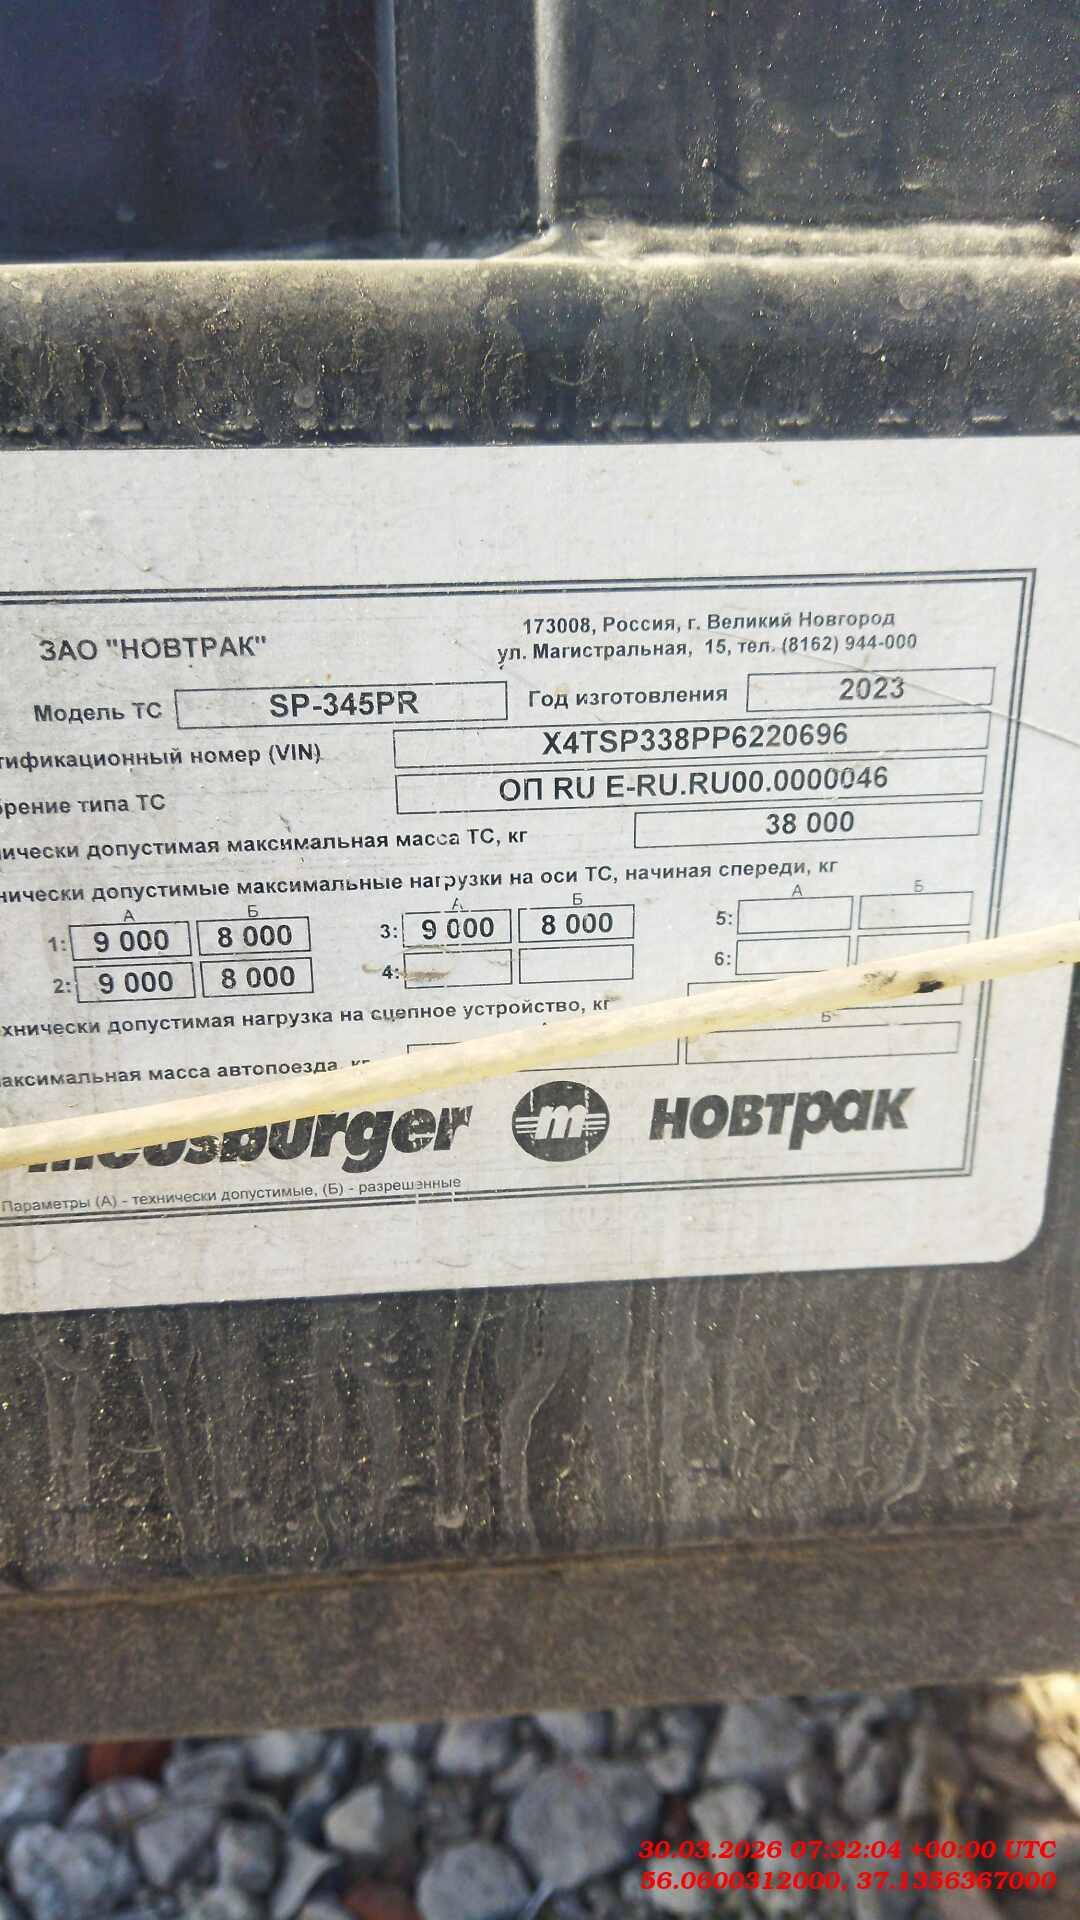 ЗАО "НОВТРАК"
173008, Россия, г. Великий Новгород
ул. Магистральная, 15, тел. (8162) 944-000
Модель ТС SP-345PR Год изготовления 2023
тификационный номер (VIN) X4TSP338PP6220696
брение типа ТС ОП RU E-RU.RU00.0000046
ически допустимая максимальная масса ТС, кг 38 000
нически допустимые максимальные нагрузки на оси ТС, начиная спереди, кг
А Б А Б А Б
1: 9 000 8 000 3: 9 000 8 000 5:
2: 9 000 8 000 4: 6:
хнически допустимая нагрузка на сцепное устройство, кг
Б
аксимальная масса автопоезда, кг
meusburger m новтрак
Параметры (А) - технически допустимые, (Б) - разрешенные
30.03.2026 07:32:04 +00:00 UTC
56.0600312000, 37.1356367000